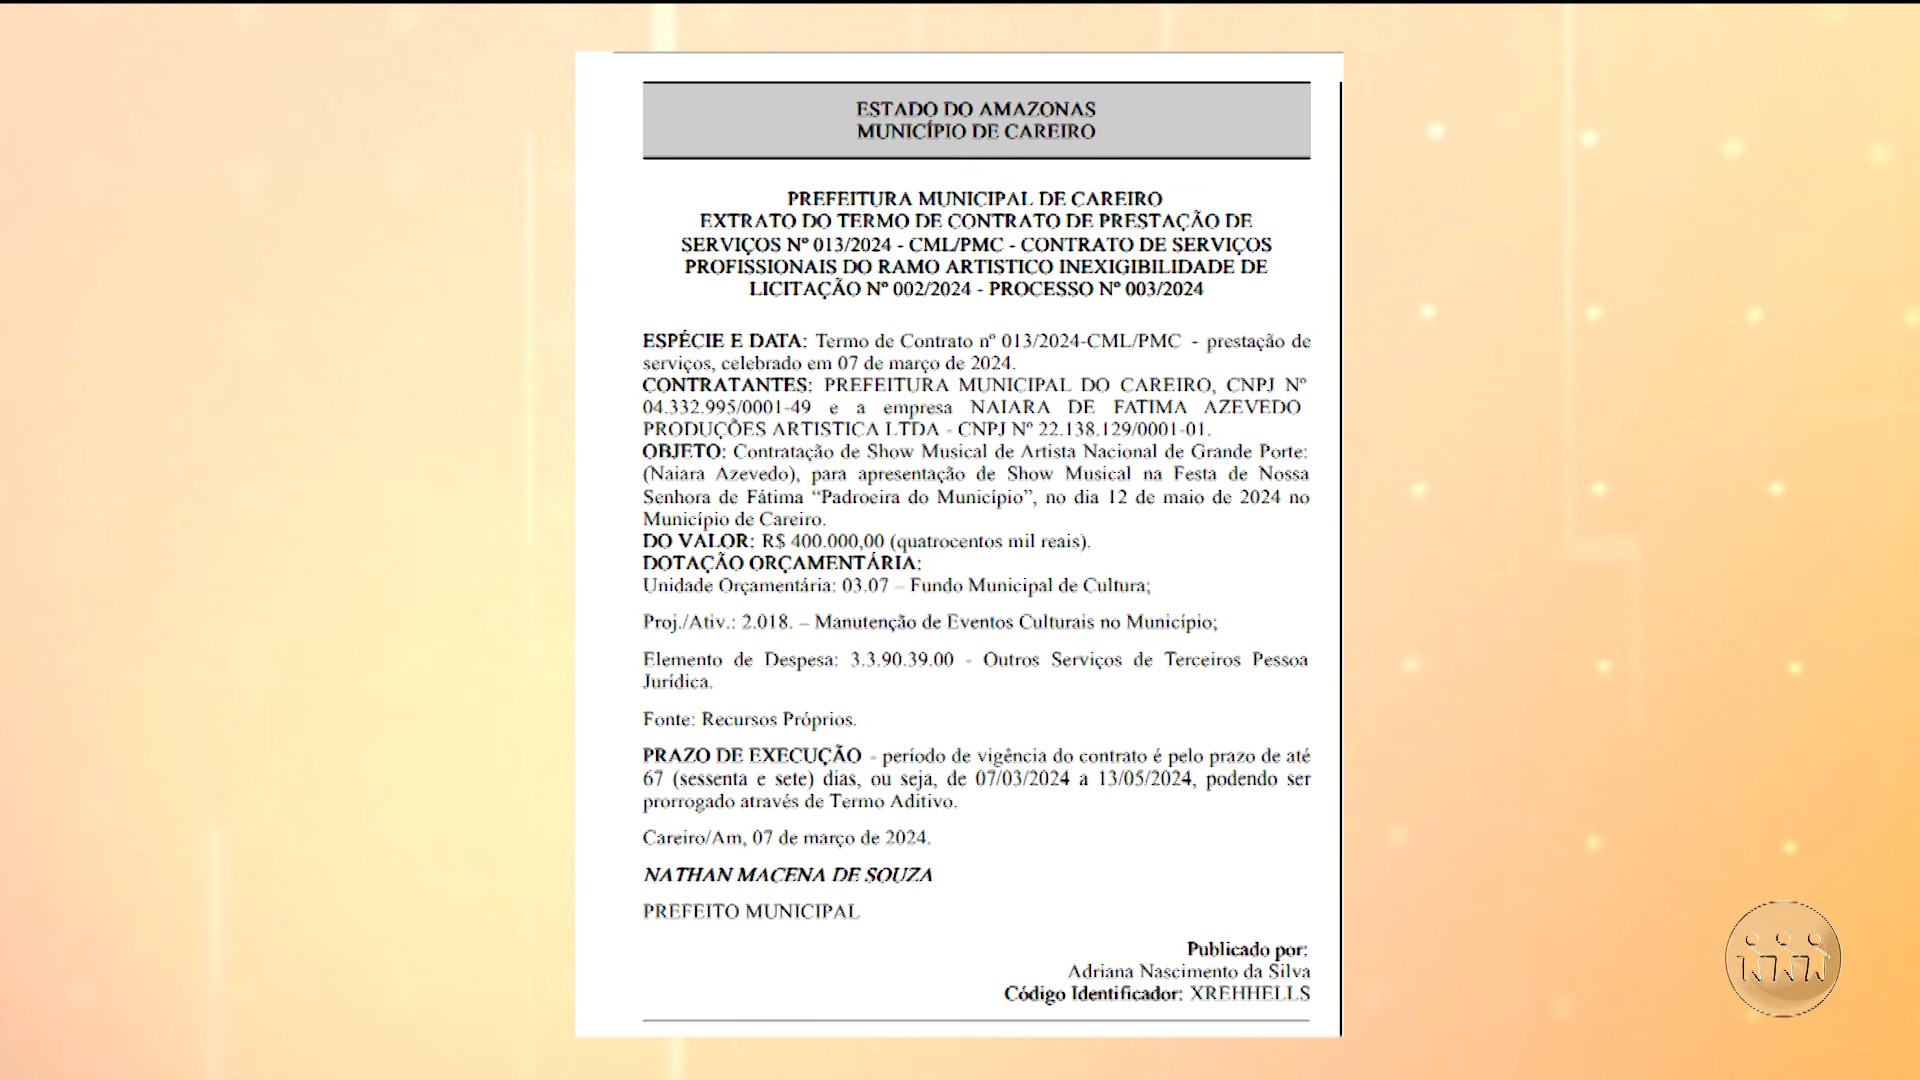 ESTADO DO AMAZONAS
MUNICÍPIO DE CAREIRO
PREFEITURA MUNICIPAL DE CAREIRO
EXTRATO DO TERMO DE CONTRATO DE PRESTAÇÃO DE
SERVIÇOS Nº 013/2024 - CML/PMC - CONTRATO DE SERVIÇOS
PROFISSIONAIS DO RAMO ARTISTICO INEXIGIBILIDADE DE
LICITAÇÃO Nº 002/2024 - PROCESSO Nº 003/2024
ESPÉCIE E DATA: Termo de Contrato nº 013/2024-CML/PMC - prestação de
serviços, celebrado em 07 de março de 2024.
CONTRATANTES: PREFEITURA MUNICIPAL DO CAREIRO, CNPJ Nº
04.332.995/0001-49 e a empresa NAIARA DE FATIMA AZEVEDO
PRODUÇÕES ARTISTICA LTDA - CNPJ Nº 22.138.129/0001-01.
OBJETO: Contratação de Show Musical de Artista Nacional de Grande Porte:
(Naiara Azevedo), para apresentação de Show Musical na Festa de Nossa
Senhora de Fátima “Padroeira do Município”, no dia 12 de maio de 2024 no
Município de Careiro.
DO VALOR: R$ 400.000,00 (quatrocentos mil reais).
DOTAÇÃO ORÇAMENTÁRIA:
Unidade Orçamentária: 03.07 – Fundo Municipal de Cultura;
Proj./Ativ.: 2.018. – Manutenção de Eventos Culturais no Município;
Elemento de Despesa: 3.3.90.39.00 - Outros Serviços de Terceiros Pessoa
Jurídica.
Fonte: Recursos Próprios.
PRAZO DE EXECUÇÃO - período de vigência do contrato é pelo prazo de até
67 (sessenta e sete) dias, ou seja, de 07/03/2024 a 13/05/2024, podendo ser
prorrogado através de Termo Aditivo.
Careiro/Am, 07 de março de 2024.
NATHAN MACENA DE SOUZA
PREFEITO MUNICIPAL
Publicado por:
Adriana Nascimento da Silva
Código Identificador: XREHHELLS